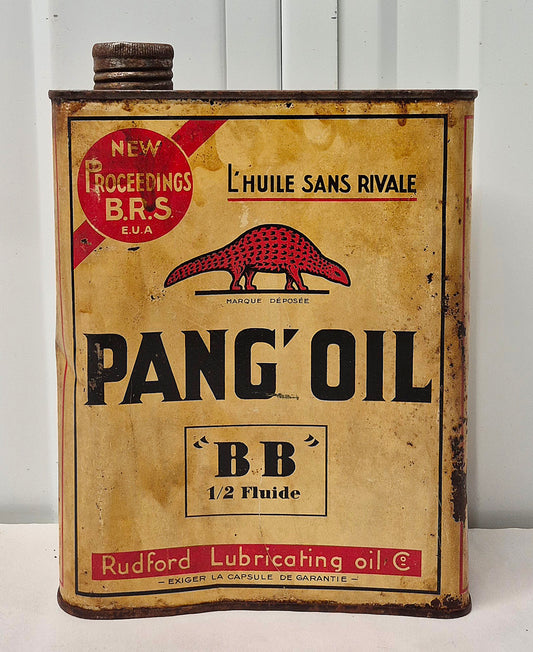 NEW
PROCEEDINGS
B.R.S.
E.U.A
L'HUILE SANS RIVALE
MARQUE DÉPOSÉE
PANG'OIL
"BB"
1/2 Fluide
Rudford Lubricating oil Cº
— EXIGER LA CAPSULE DE GARANTIE —